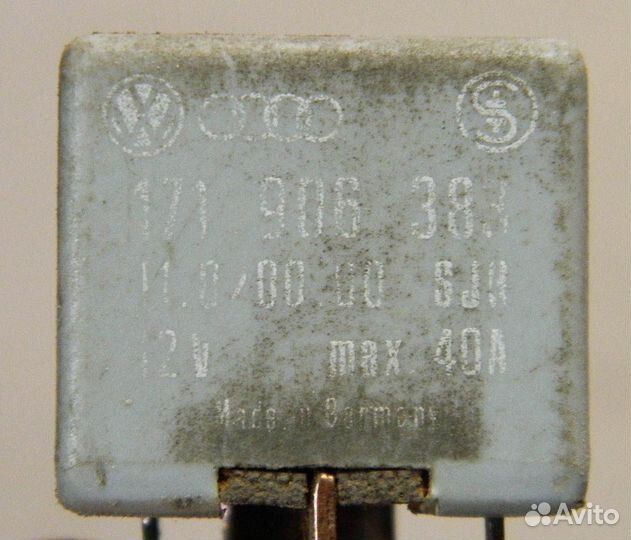 171 906 383
12V max. 40A
Made in Germany
Avito